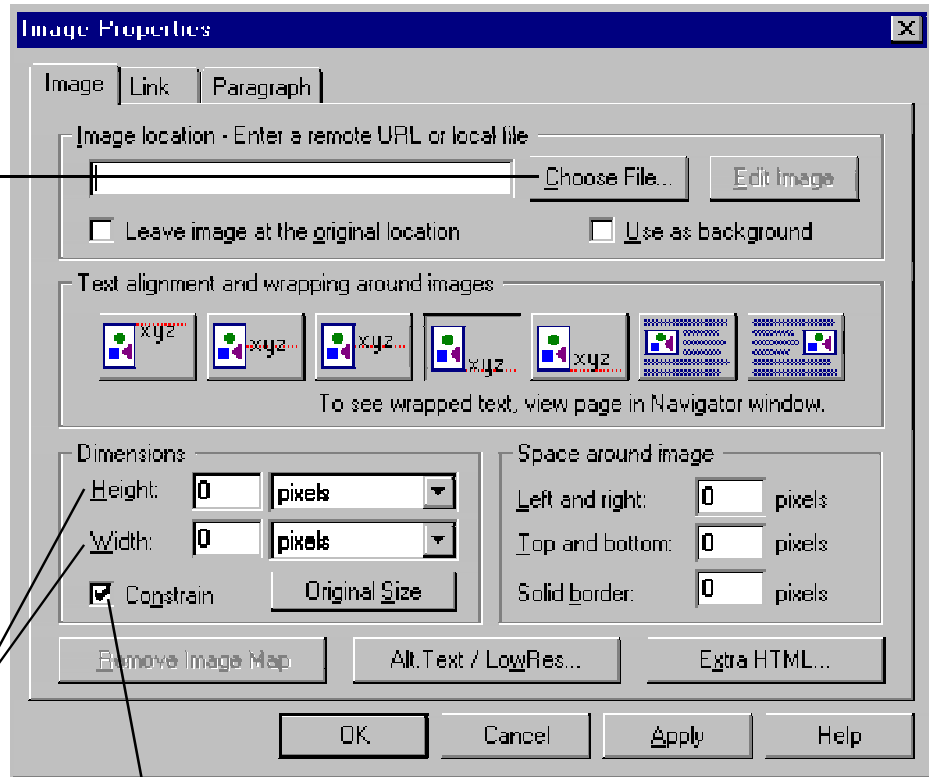 Image Properties
Image Link Paragraph
Image location - Enter a remote URL or local file
Choose File... Edit Image
Leave image at the original location Use as background
Text alignment and wrapping around images
xyz xyz xyz xyz xyz
To see wrapped text, view page in Navigator window.
Dimensions
Height: 0 pixels
Width: 0 pixels
Constrain Original Size
Space around image
Left and right: 0 pixels
Top and bottom: 0 pixels
Solid border: 0 pixels
Remove Image Map Alt.Text / LowRes... Extra HTML...
OK Cancel Apply Help